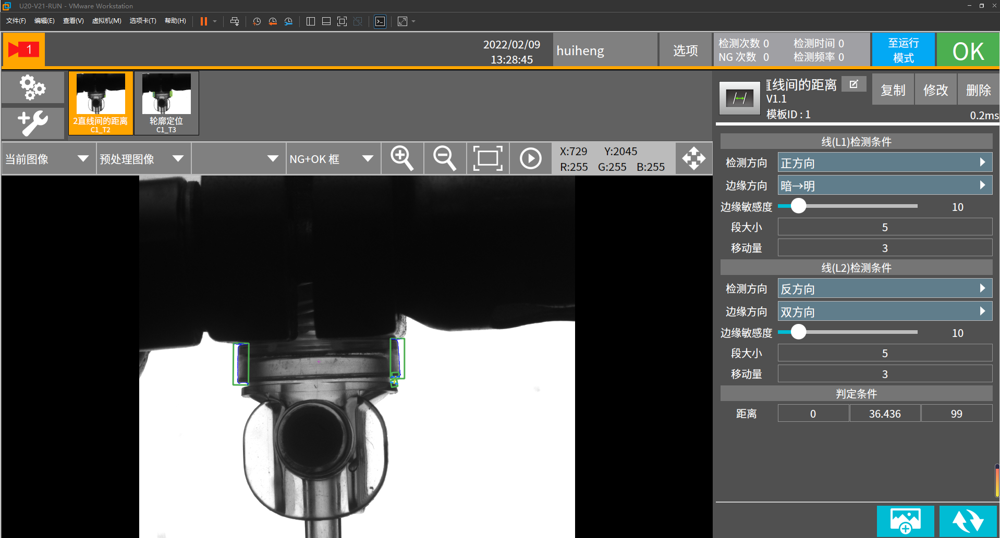 U20-V21-RUN - VMware Workstation
文件(F) 编辑(E) 查看(V) 虚拟机(M) 选项卡(T) 帮助(H)
1
2022/02/09
13:28:45
huiheng
选项
检测次数 0 检测时间 0
NG 次数 0 检测频率 0
至运行
模式
OK
2直线间的距离
C1_T2
轮廓定位
C1_T3
直线间的距离
V1.1
模板ID : 1
复制 修改 删除
0.2ms
当前图像 预处理图像 NG+OK 框
X:729 Y:2045
R:255 G:255 B:255
线(L1)检测条件
检测方向 正方向
边缘方向 暗→明
边缘敏感度 10
段大小 5
移动量 3
线(L2)检测条件
检测方向 反方向
边缘方向 双方向
边缘敏感度 10
段大小 5
移动量 3
判定条件
距离 0 36.436 99